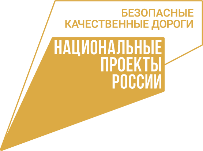 БЕЗОПАСНЫЕ
КАЧЕСТВЕННЫЕ ДОРОГИ
НАЦИОНАЛЬНЫЕ
ПРОЕКТЫ
РОССИИ